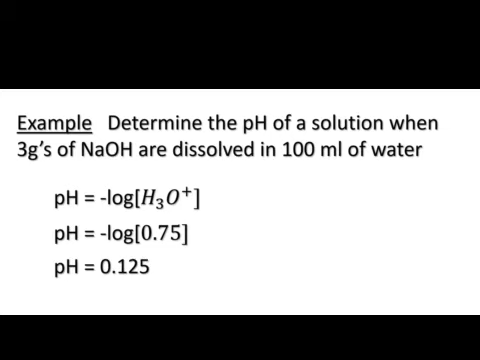 Example Determine the pH of a solution when
3g's of NaOH are dissolved in 100 ml of water
pH = -log[H₃O⁺]
pH = -log[0.75]
pH = 0.125